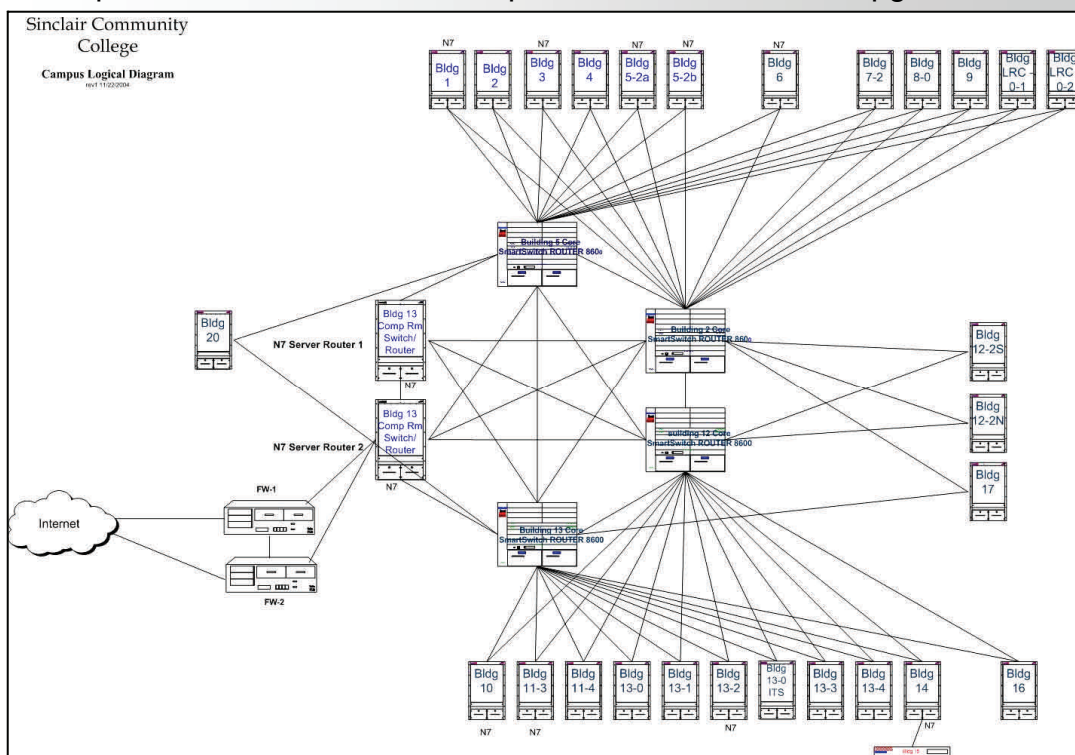 Sinclair Community
College
Campus Logical Diagram
rev1 11/22/2004
N7
N7
N7
N7
N7
Bldg
1
Bldg
2
Bldg
3
Bldg
4
Bldg
5-2a
Bldg
5-2b
Bldg
6
Bldg
7-2
Bldg
8-0
Bldg
9
Bldg
LRC -
0-1
Bldg
LRC
0-2
Building 5 Core
SmartSwitch ROUTER 8600
Bldg
20
N7 Server Router 1
Bldg 13
Comp Rm
Switch/
Router
N7
Building 2 Core
SmartSwitch ROUTER 8600
Bldg
12-2S
N7 Server Router 2
Bldg 13
Comp Rm
Switch/
Router
N7
building 12 Core
SmartSwitch ROUTER 8600
Bldg
12-2N
Bldg
17
Internet
FW-1
FW-2
Building 13 Core
SmartSwitch ROUTER 8600
Bldg
10
N7
Bldg
11-3
N7
Bldg
11-4
Bldg
13-0
Bldg
13-1
Bldg
13-2
N7
Bldg
13-0
ITS
Bldg
13-3
Bldg
13-4
Bldg
14
N7
Bldg
16